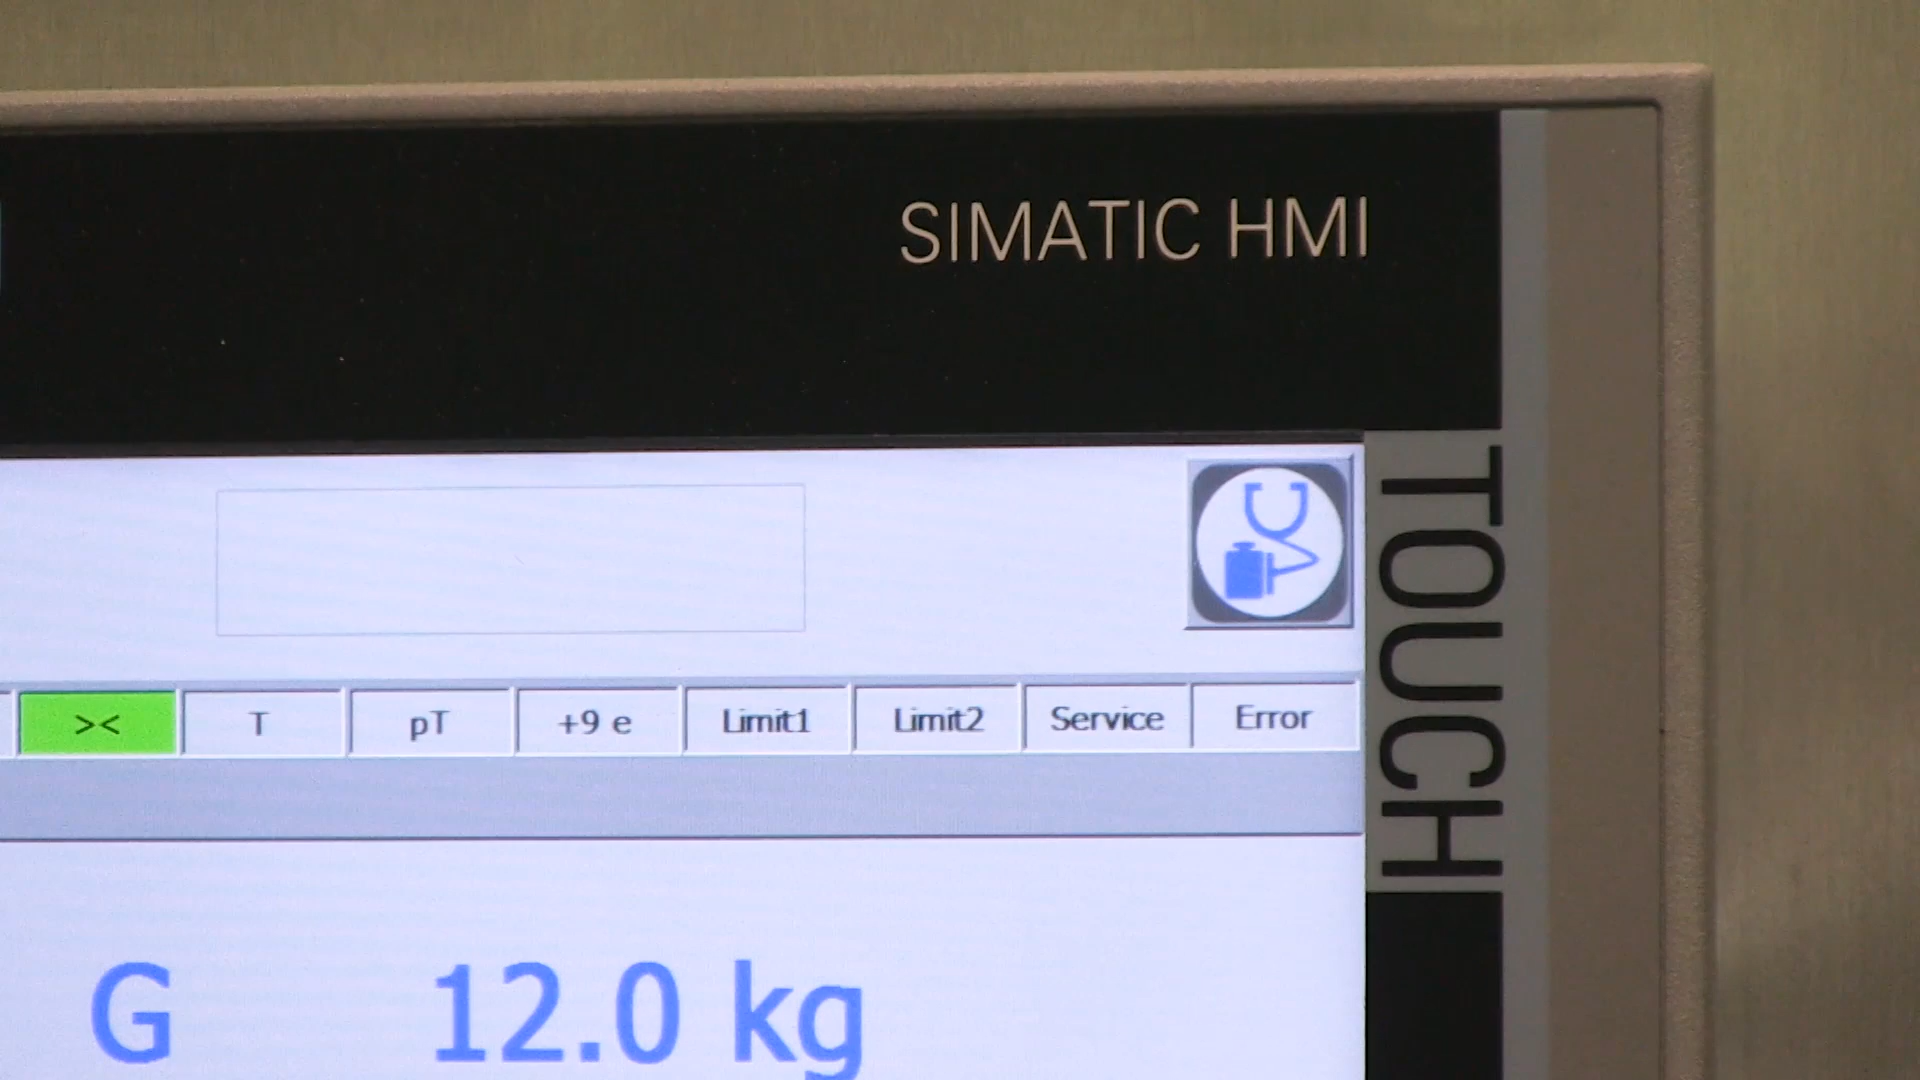 SIMATIC HMI
TOUCH
>< T pT +9 e Limit1 Limit2 Service Error
G 12.0 kg